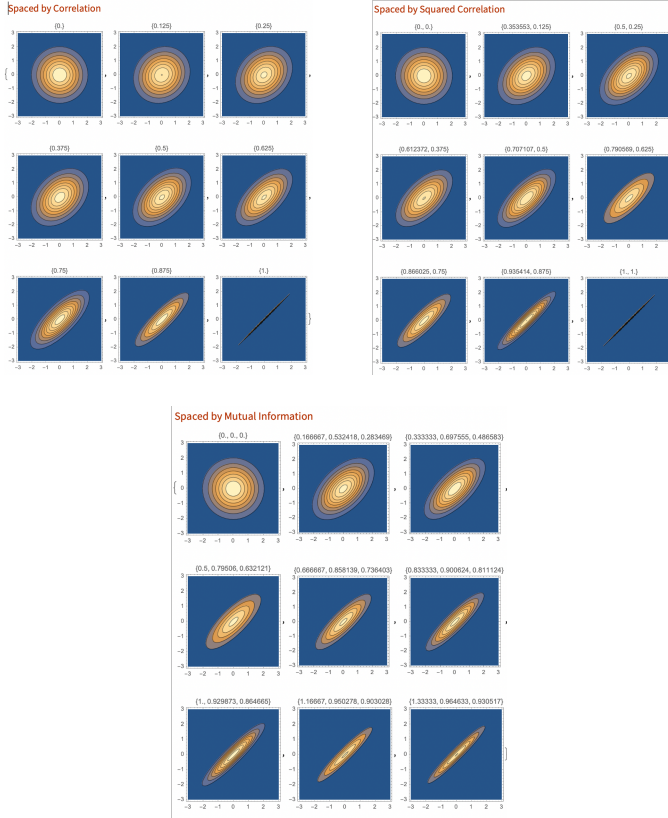 Spaced by Correlation
{0.}
{0.125}
{0.25}
{0.375}
{0.5}
{0.625}
{0.75}
{0.875}
{1.}
Spaced by Squared Correlation
{0., 0.}
{0.353553, 0.125}
{0.5, 0.25}
{0.612372, 0.375}
{0.707107, 0.5}
{0.790569, 0.625}
{0.866025, 0.75}
{0.935414, 0.875}
{1., 1.}
Spaced by Mutual Information
{0., 0., 0.}
{0.166667, 0.532418, 0.283469}
{0.333333, 0.697555, 0.486583}
{0.5, 0.79506, 0.632121}
{0.666667, 0.858139, 0.736403}
{0.833333, 0.900624, 0.811124}
{1., 0.929873, 0.864665}
{1.16667, 0.950278, 0.903028}
{1.33333, 0.964633, 0.930517}